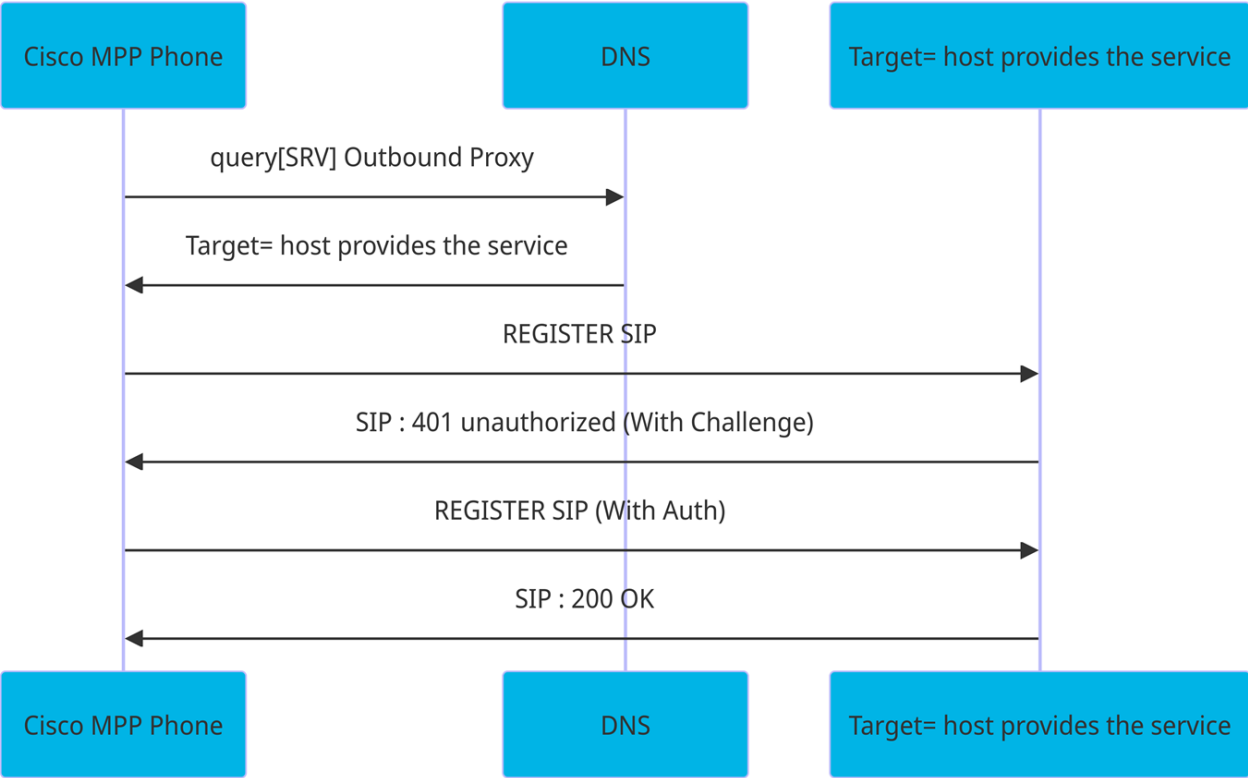 Cisco MPP Phone
DNS
Target= host provides the service
query[SRV] Outbound Proxy
Target= host provides the service
REGISTER SIP
SIP : 401 unauthorized (With Challenge)
REGISTER SIP (With Auth)
SIP : 200 OK
Cisco MPP Phone
DNS
Target= host provides the service